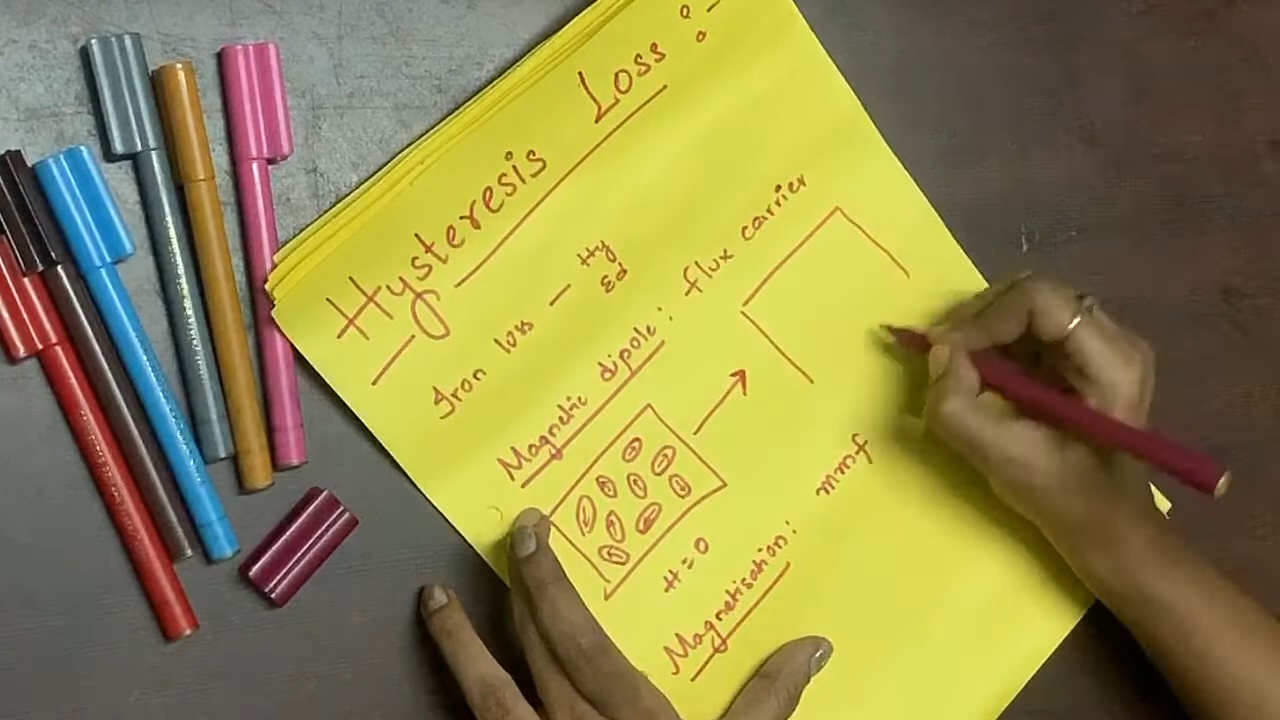 Hysteresis Loss :-
Iron loss - Hy
Ed
Magnetic dipole : flux carrier
H = 0
Magnetisation : mmf